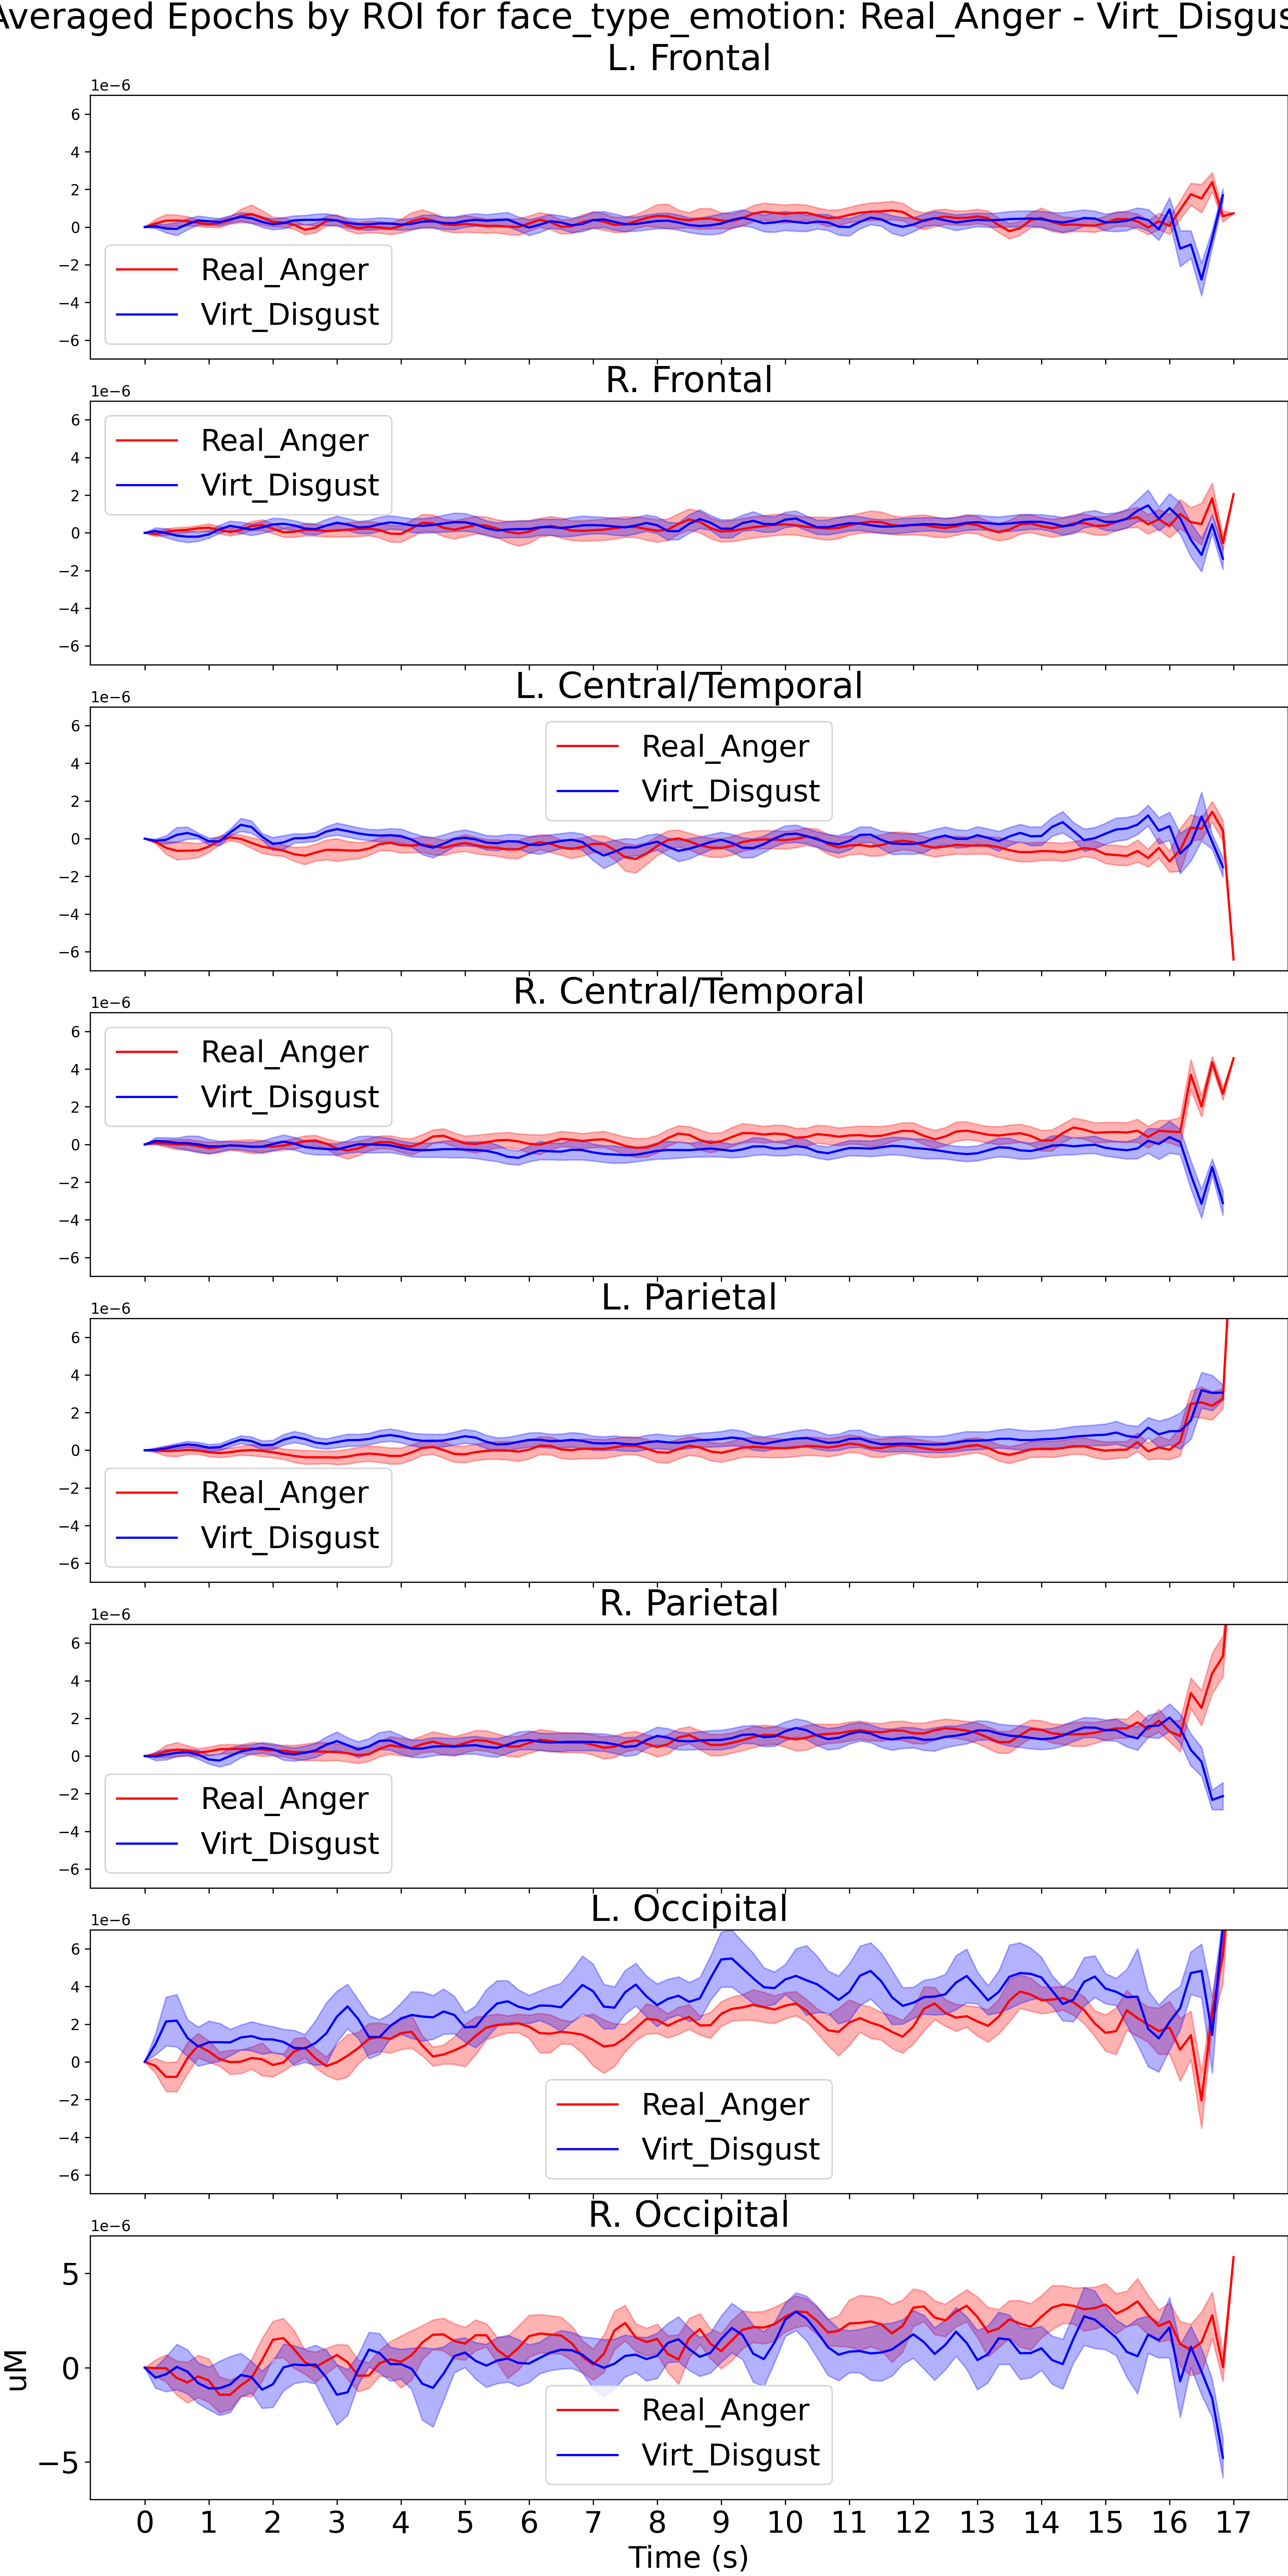 Averaged Epochs by ROI for face_type_emotion: Real_Anger - Virt_Disgus
L. Frontal
1e−6
6
4
2
0
−2
−4
−6
Real_Anger
Virt_Disgust
R. Frontal
1e−6
6
4
2
0
−2
−4
−6
Real_Anger
Virt_Disgust
L. Central/Temporal
1e−6
6
4
2
0
−2
−4
−6
Real_Anger
Virt_Disgust
R. Central/Temporal
1e−6
6
4
2
0
−2
−4
−6
Real_Anger
Virt_Disgust
L. Parietal
1e−6
6
4
2
0
−2
−4
−6
Real_Anger
Virt_Disgust
R. Parietal
1e−6
6
4
2
0
−2
−4
−6
Real_Anger
Virt_Disgust
L. Occipital
1e−6
6
4
2
0
−2
−4
−6
Real_Anger
Virt_Disgust
R. Occipital
1e−6
5
0
−5
uM
Real_Anger
Virt_Disgust
0 1 2 3 4 5 6 7 8 9 10 11 12 13 14 15 16 17
Time (s)